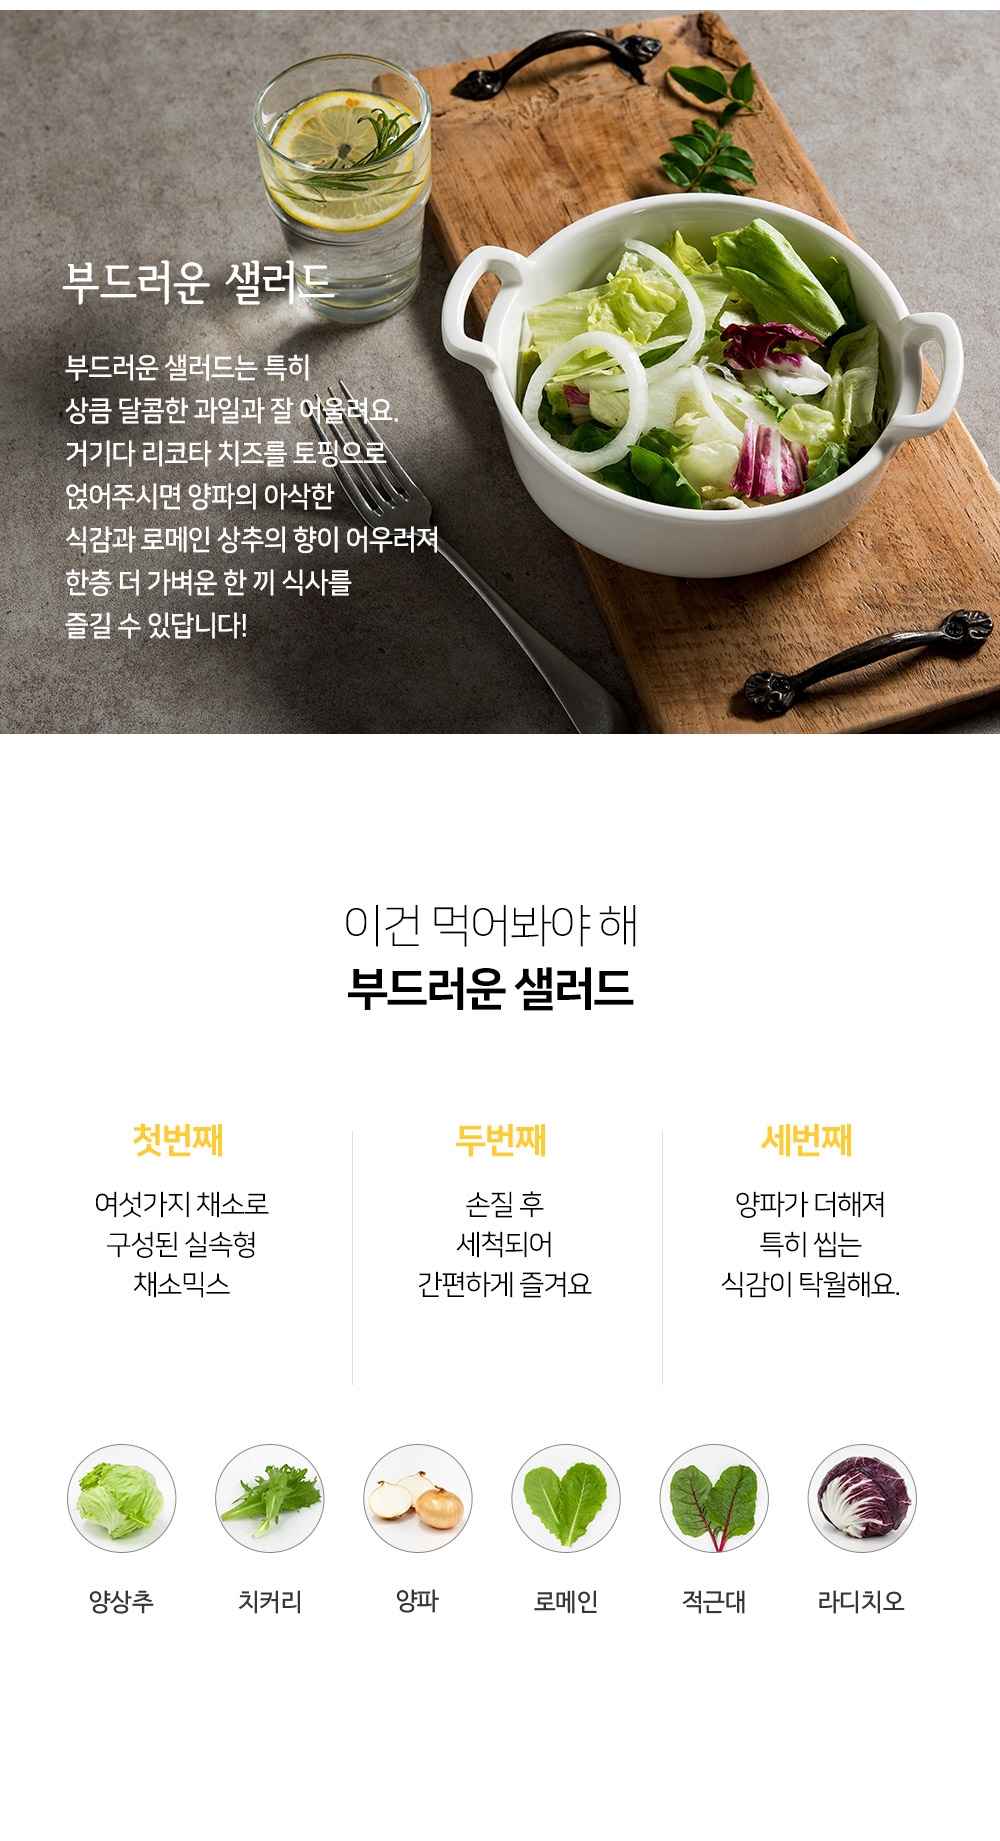 부드러운 샐러드
부드러운 샐러드는 특히
상큼 달콤한 과일과 잘 어울려요.
거기다 리코타 치즈를 토핑으로
얹어주시면 양파의 아삭한
식감과 로메인 상추의 향이 어우러져
한층 더 가벼운 한 끼 식사를
즐길 수 있답니다!
이건 먹어봐야 해
부드러운 샐러드
첫번째
여섯가지 채소로
구성된 실속형
채소믹스
두번째
손질 후
세척되어
간편하게 즐겨요
세번째
양파가 더해져
특히 씹는
식감이 탁월해요.
양상추
치커리
양파
로메인
적근대
라디치오